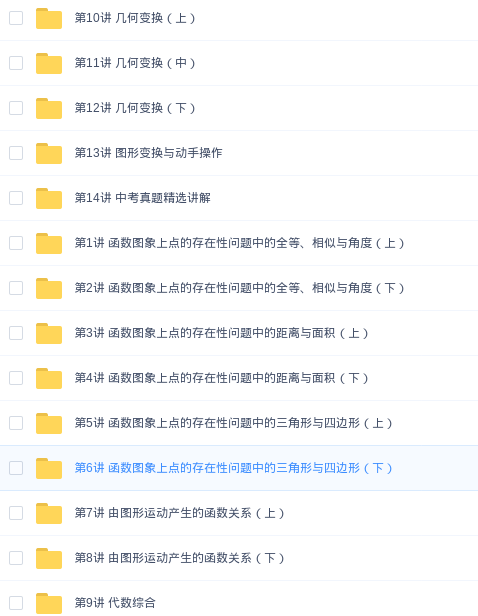 第10讲 几何变换（上）
第11讲 几何变换（中）
第12讲 几何变换（下）
第13讲 图形变换与动手操作
第14讲 中考真题精选讲解
第1讲 函数图象上点的存在性问题中的全等、相似与角度（上）
第2讲 函数图象上点的存在性问题中的全等、相似与角度（下）
第3讲 函数图象上点的存在性问题中的距离与面积（上）
第4讲 函数图象上点的存在性问题中的距离与面积（下）
第5讲 函数图象上点的存在性问题中的三角形与四边形（上）
第6讲 函数图象上点的存在性问题中的三角形与四边形（下）
第7讲 由图形运动产生的函数关系（上）
第8讲 由图形运动产生的函数关系（下）
第9讲 代数综合